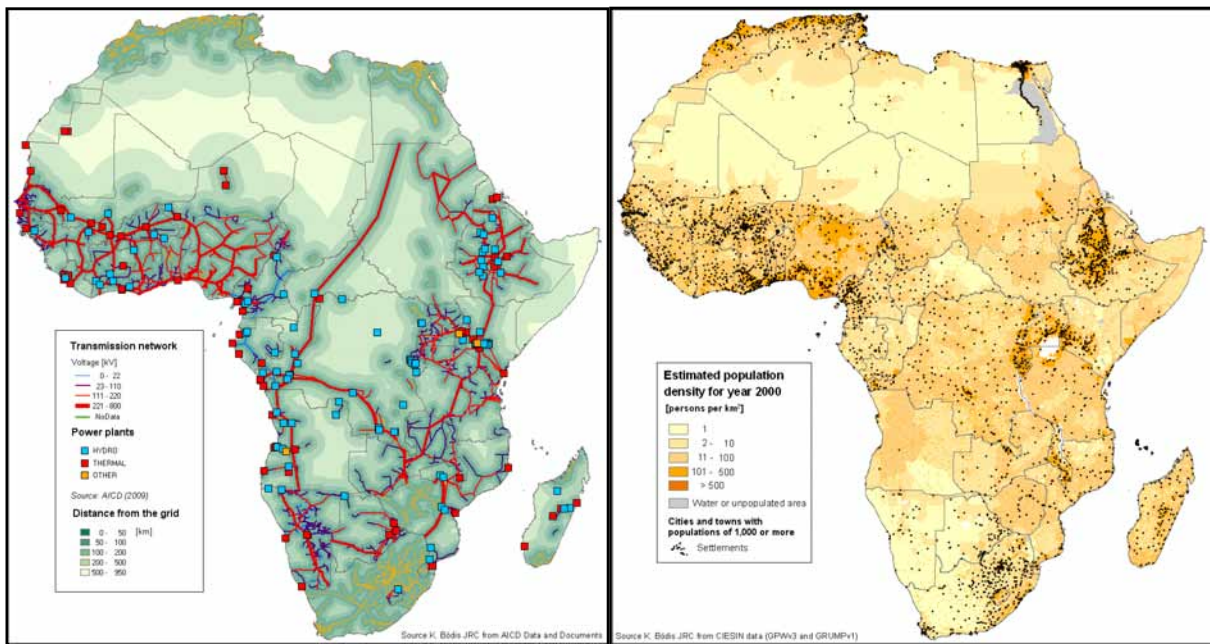 Transmission network
Voltage [kV]
0 - 22
23 - 110
111 - 220
221 - 800
NoData
Power plants
HYDRO
THERMAL
OTHER
Source: AICD (2009)
Distance from the grid
0 - 50 [km]
50 - 100
100 - 200
200 - 500
500 - 950
Source K. Bódis JRC from AICD Data and Documents
Estimated population
density for year 2000
[persons per km²]
1
2 - 10
11 - 100
101 - 500
> 500
Water or unpopulated area
Cities and towns with
populations of 1,000 or more
Settlements
Source K. Bódis JRC from CIESIN data (GPWv3 and GRUMPv1)